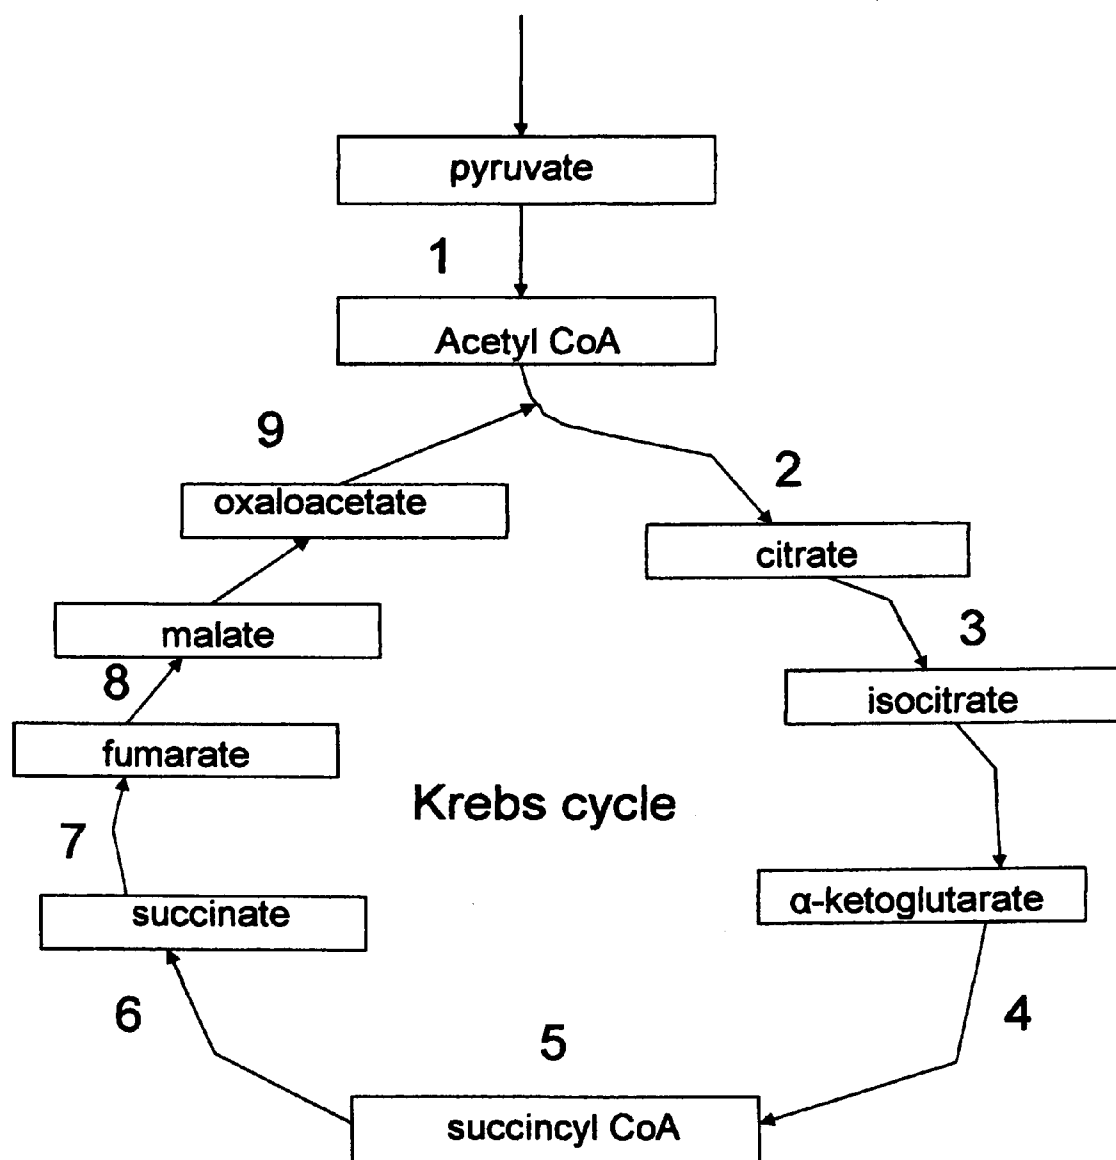 pyruvate
1
Acetyl CoA
9
2
oxaloacetate
citrate
3
malate
8
isocitrate
fumarate
Krebs cycle
7
α-ketoglutarate
succinate
6
5
4
succincyl CoA